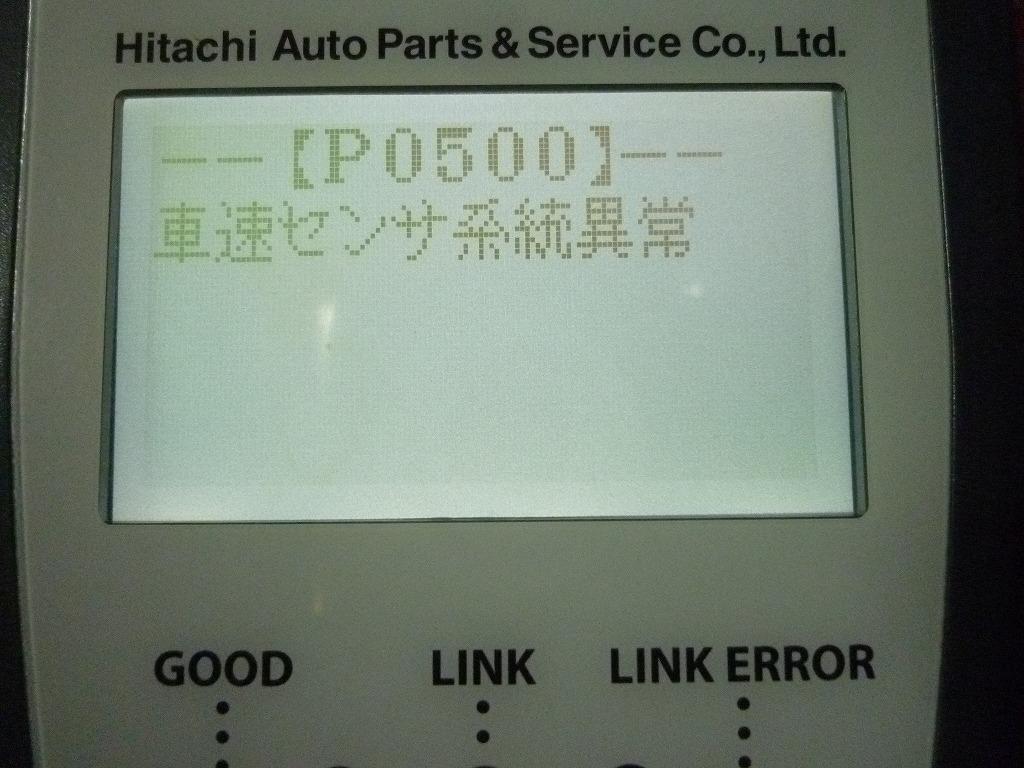 Hitachi Auto Parts & Service Co., Ltd.
――【P0500】――
車速センサ系統異常
GOOD LINK LINK ERROR